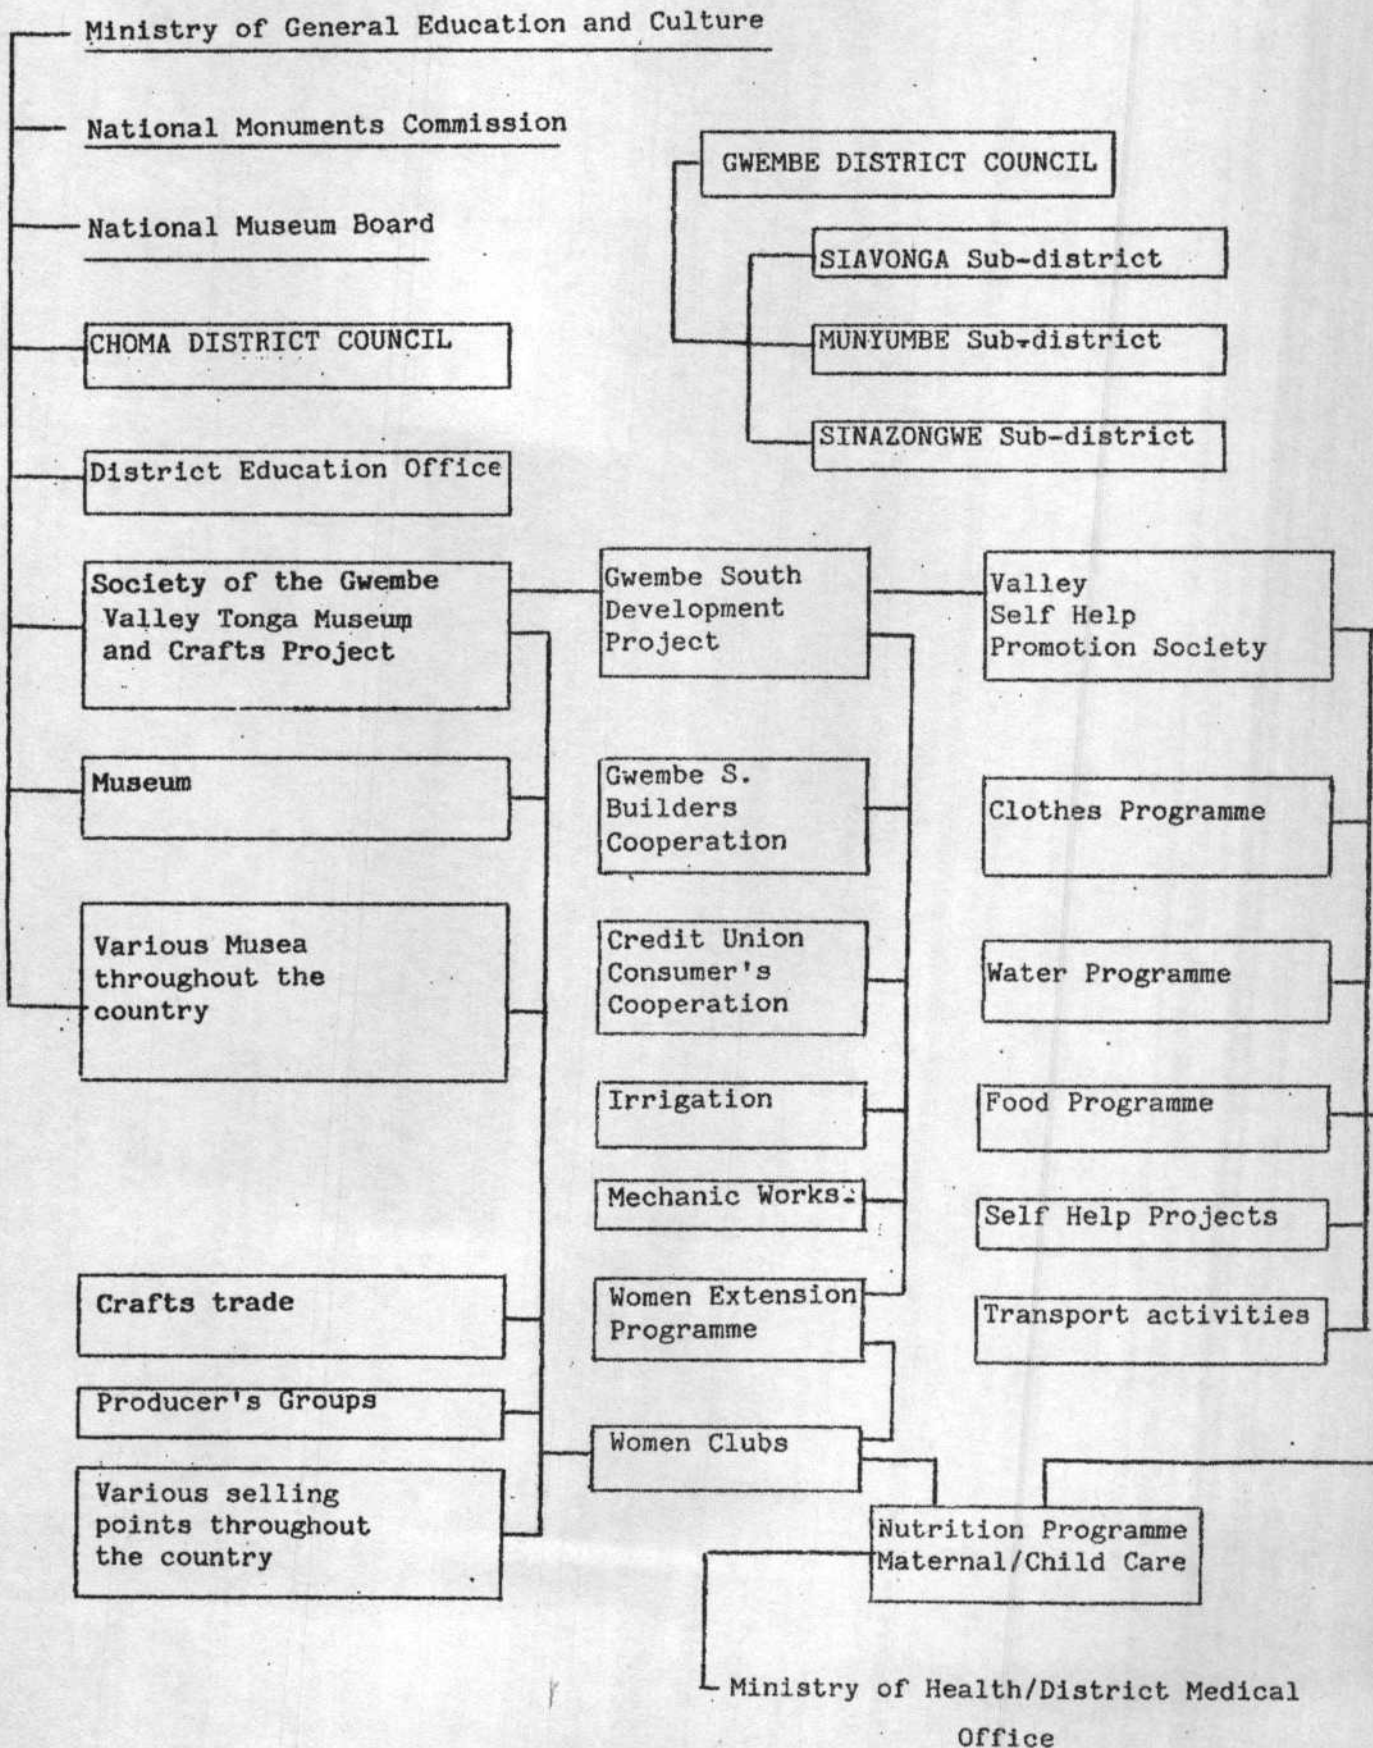 Ministry of General Education and Culture
National Monuments Commission
National Museum Board
CHOMA DISTRICT COUNCIL
District Education Office
Society of the Gwembe
Valley Tonga Museum
and Crafts Project
Museum
Various Musea
throughout the
country
Crafts trade
Producer's Groups
Various selling
points throughout
the country
GWEMBE DISTRICT COUNCIL
SIAVONGA Sub-district
MUNYUMBE Sub-district
SINAZONGWE Sub-district
Gwembe South
Development
Project
Gwembe S.
Builders
Cooperation
Credit Union
Consumer's
Cooperation
Irrigation
Mechanic Works.
Women Extension
Programme
Women Clubs
Valley
Self Help
Promotion Society
Clothes Programme
Water Programme
Food Programme
Self Help Projects
Transport activities
Nutrition Programme
Maternal/Child Care
Ministry of Health/District Medical
Office